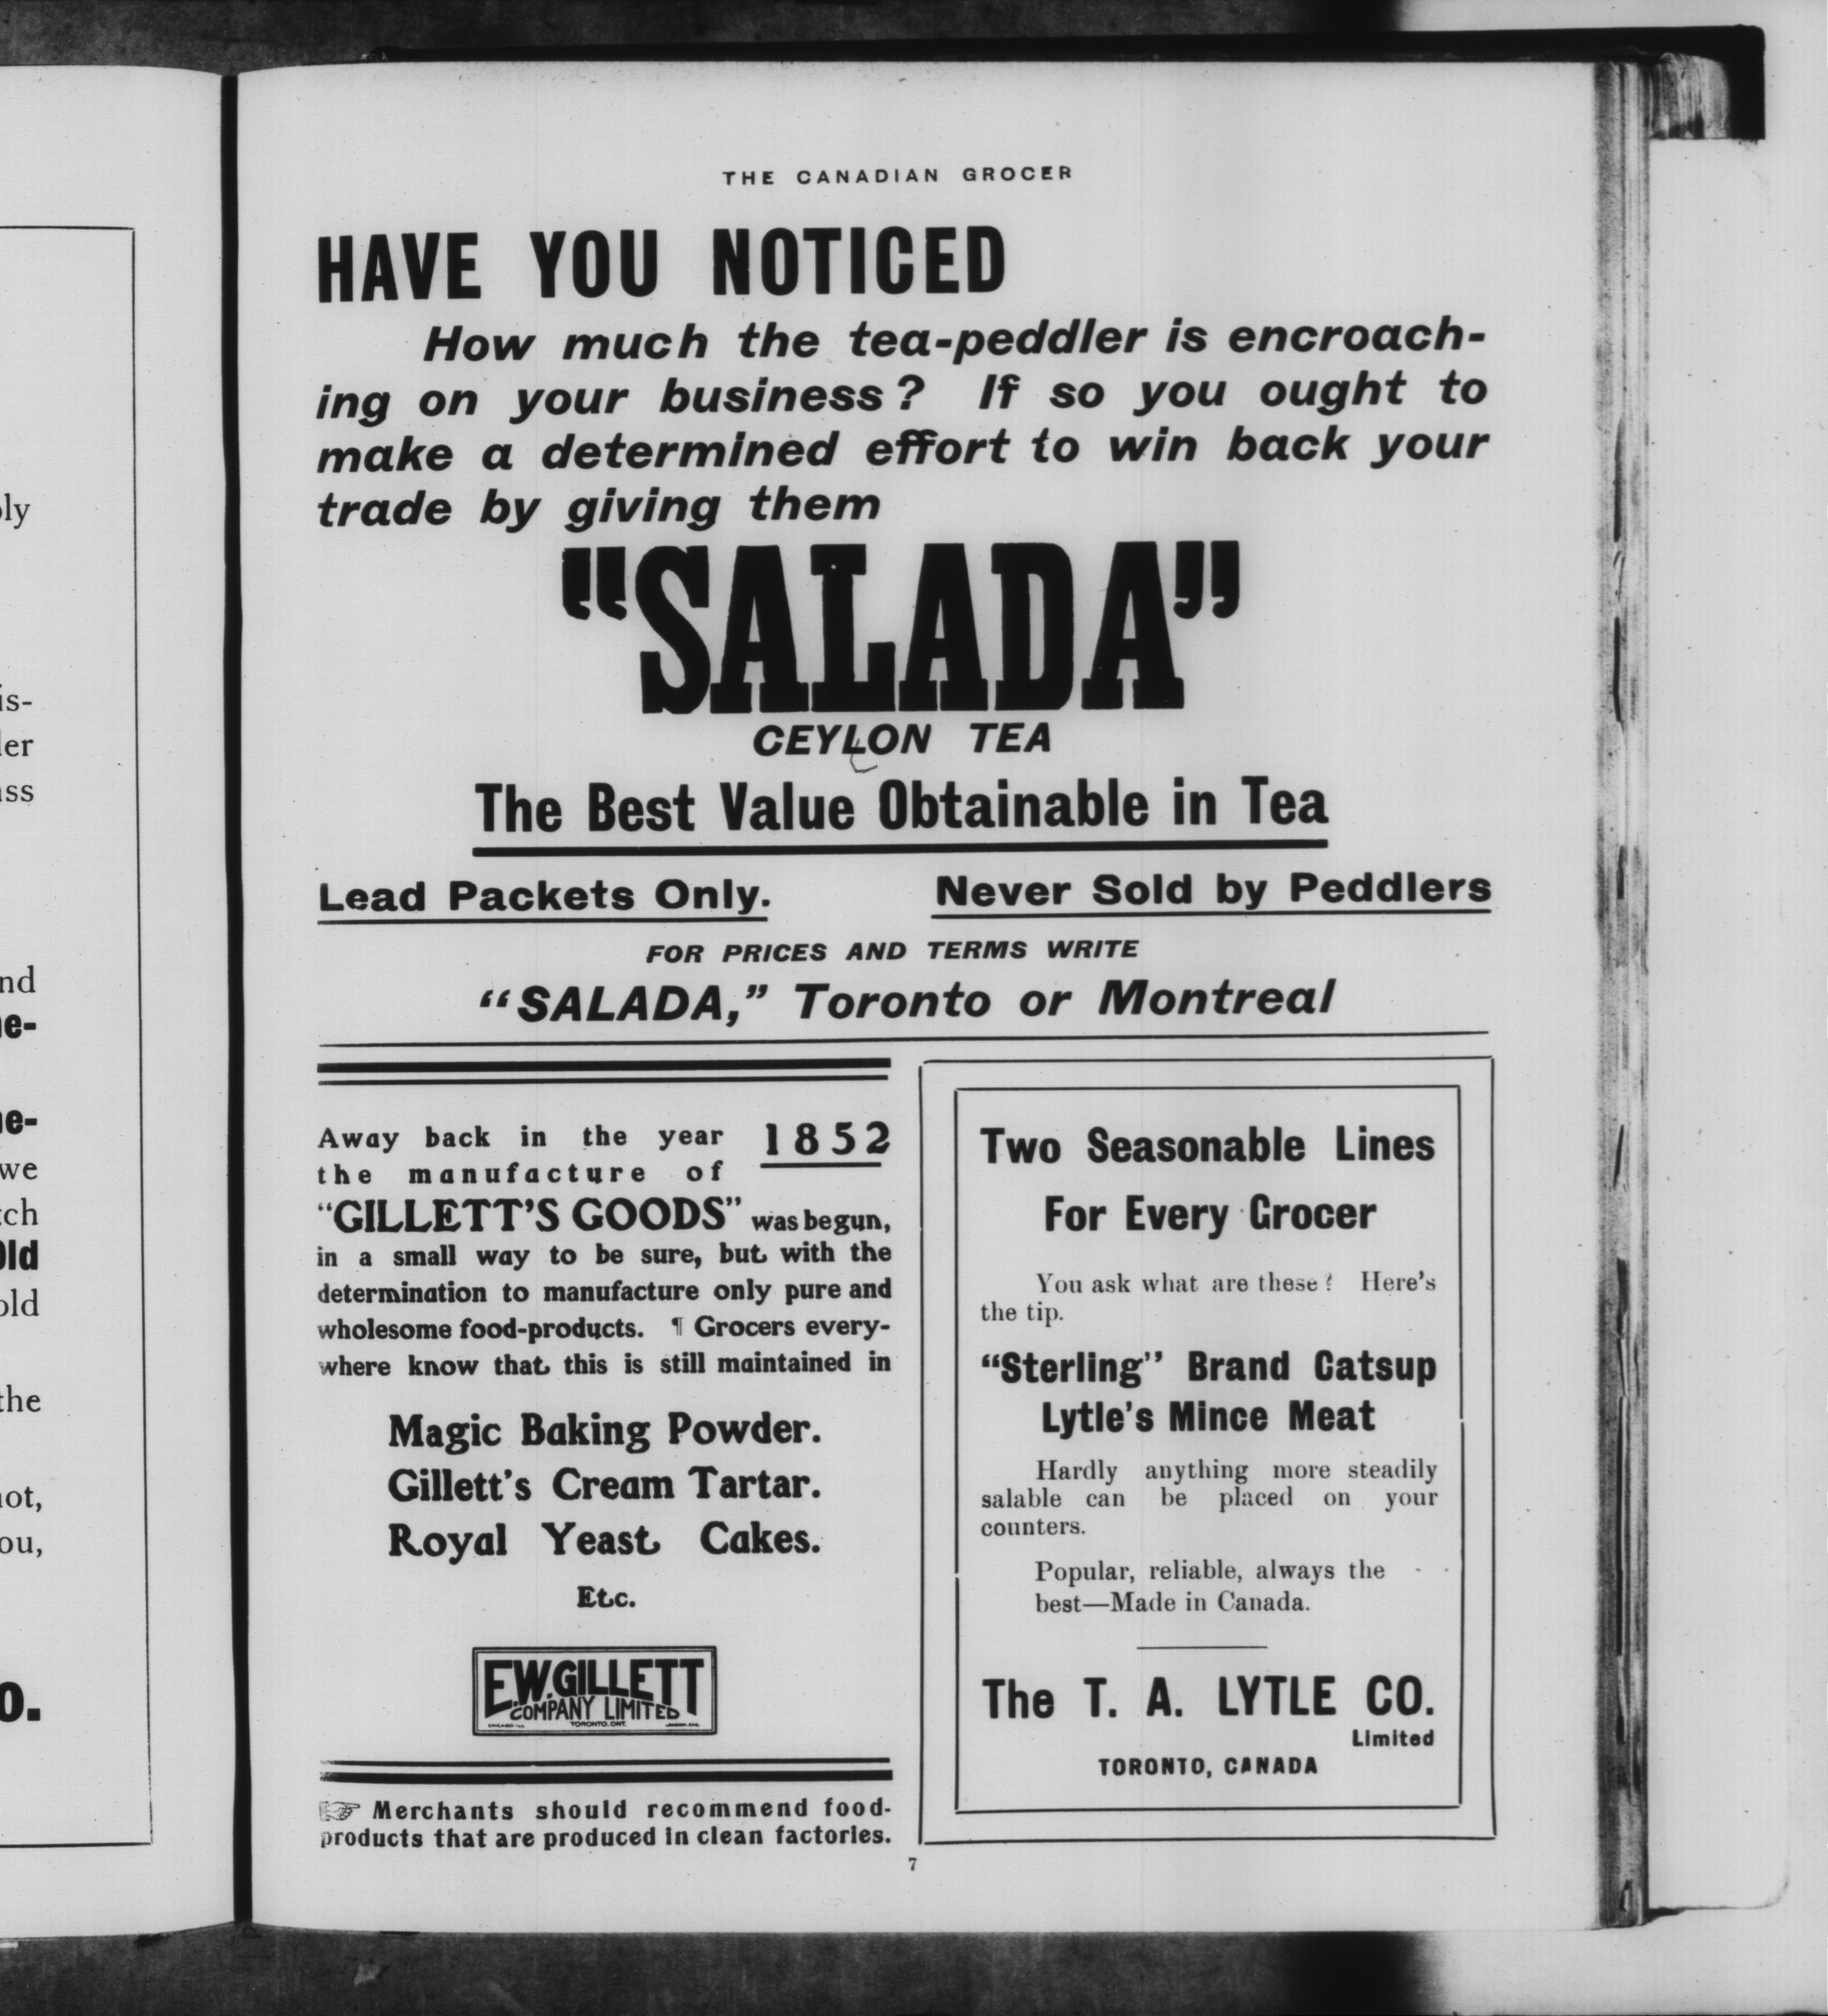 THE CANADIAN GROCER
HAVE YOU NOTICED
How much the tea-peddler is encroach-
ing on your business? If so you ought to
make a determined effort to win back your
trade by giving them
"SALADA"
CEYLON TEA
The Best Value Obtainable in Tea
Lead Packets Only. Never Sold by Peddlers
FOR PRICES AND TERMS WRITE
"SALADA," Toronto or Montreal
Away back in the year 1852
the manufacture of
"GILLETT'S GOODS" was begun,
in a small way to be sure, but with the
determination to manufacture only pure and
wholesome food-products. ¶ Grocers every-
where know that this is still maintained in
Magic Baking Powder.
Gillett's Cream Tartar.
Royal Yeast Cakes.
Etc.
E.W. GILLETT
COMPANY LIMITED
TORONTO, ONT.
☞ Merchants should recommend food-
products that are produced in clean factories.
Two Seasonable Lines
For Every Grocer
You ask what are these? Here's
the tip.
"Sterling" Brand Catsup
Lytle's Mince Meat
Hardly anything more steadily
salable can be placed on your
counters.
Popular, reliable, always the
best—Made in Canada.
The T. A. LYTLE CO.
Limited
TORONTO, CANADA
7